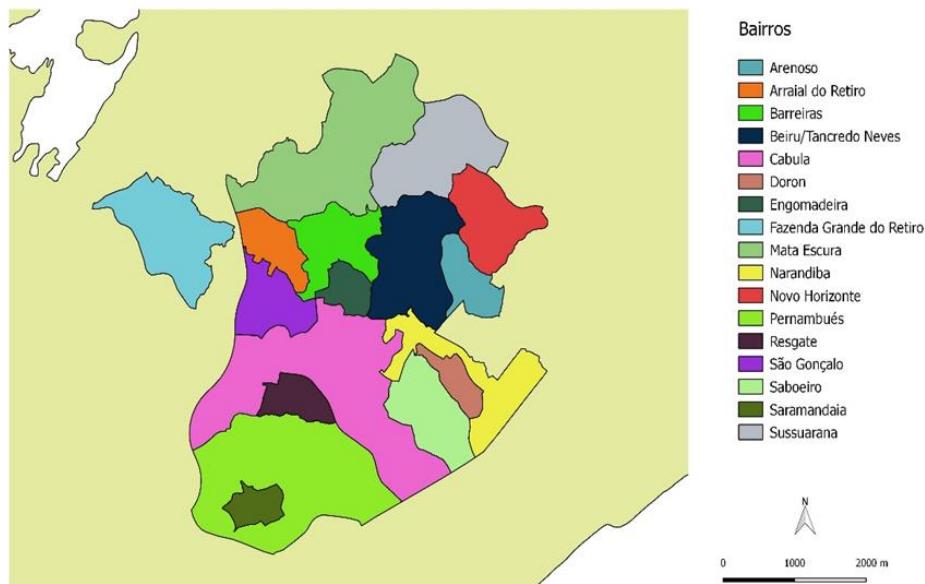 Bairros
Arenoso
Arraial do Retiro
Barreiras
Beiru/Tancredo Neves
Cabula
Doron
Engomadeira
Fazenda Grande do Retiro
Mata Escura
Narandiba
Novo Horizonte
Pernambués
Resgate
São Gonçalo
Saboeiro
Saramandaia
Sussuarana
N
0 1000 2000 m